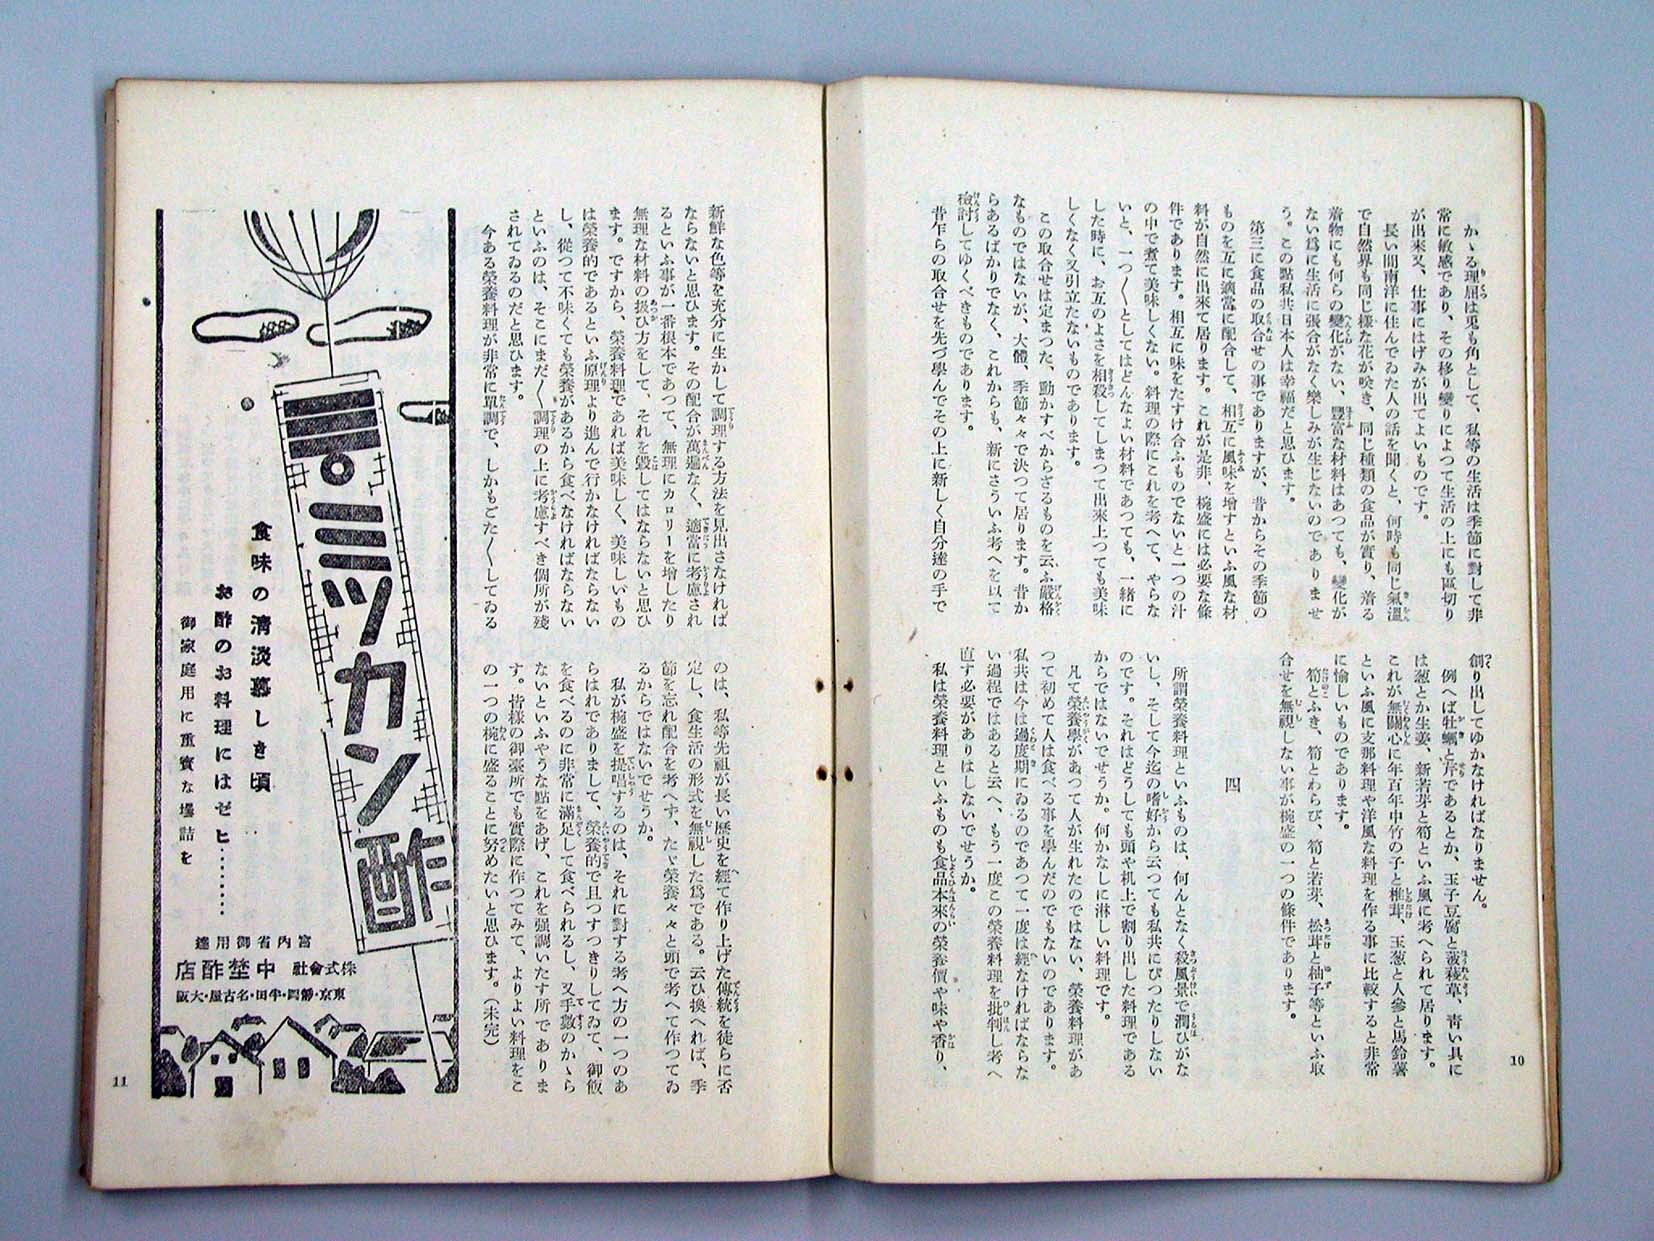 かゝる理屈は兎も角として、私等の生活は季節に對して非
常に敏感であり、その移り變りによつて生活の上にも區切り
が出來又、仕事にはげみが出てよいものです。
長い間南洋に住んでゐた人の話を聞くと、何時も同じ氣溫
で自然界も同じ樣な花が咲き、同じ種類の食品が實り、着る
着物にも何らの變化がない、豐富な材料はあつても、變化が
ない爲に生活に張合がなく樂しみが生じないのでありませ
う。この點私共日本人は幸福だと思ひます。
第三に食品の取合せの事でありますが、昔からその季節の
ものを互に適當に配合して、相互に風味を增すといふ風な材
料が自然に出來て居ります。これが是非、椀盛には必要な條
件であります。相互に味をたすけ合ふものでないと一つの汁
の中で煮て美味しくない。料理の際にこれを考へて、やらな
いと、一つ〱としてはどんなよい材料であつても、一緒に
した時に、お互のよさを相殺してしまつて出來上つても美味
しくなく又引立たないものであります。
この取合せは定まつた、動かすべからざるものを云ふ嚴格
なものではないが、大體、季節々々で決つて居ります。昔か
らあるばかりでなく、これからも、新にさういふ考へを以て
檢討してゆくべきものであります。
昔乍らの取合せを先づ學んでその上に新しく自分達の手で
創り出してゆかなければなりません。
例へば牡蠣と芹であるとか、玉子豆腐と菠薐草、靑い具に
は葱とか生姜、新若芽と筍といふ風に考へられて居ります。
これが無關心に年百年中竹の子と椎茸、玉葱と人參と馬鈴薯
といふ風に支那料理や洋風な料理を作る事に比較すると非常
に愉しいものであります。
筍とふき、筍とわらび、筍と若芽、松茸と柚子等といふ取
合せを無視しない事が椀盛の一つの條件であります。
四
所謂榮養料理といふものは、何んとなく殺風景で潤ひがな
いし、そして今迄の嗜好から云つても私共にぴつたりしない
のです。それはどうしても頭や机上で割り出した料理である
からではないでせうか。何かなしに淋しい料理です。
凡て榮養學があつて人が生れたのではない、榮養料理があ
つて初めて人は食べる事を學んだのでもないのであります。
私共は今は過度期にゐるのであつて一度は經なければならな
い過程ではあると云へ、もう一度この榮養料理を批判し考へ
直す必要がありはしないでせうか。
私は榮養料理といふものも食品本來の榮養價や味や香り、
10
新鮮な色等を充分に生かして調理する方法を見出さなければ
ならないと思ひます。その配合が萬遍なく、適當に考慮され
るといふ事が一番根本であつて、無理にカロリーを增したり
無理な材料の扱ひ方をして、それを毀してはならないと思ひ
ます。ですから、榮養料理であれば美味しく、美味しいもの
は榮養的であるといふ原理より進んで行かなければならない
し、從つて不味くても榮養があるから食べなければならない
といふのは、そこにまだ〱調理の上に考慮すべき個所が殘
されてゐるのだと思ひます。
今ある榮養料理が非常に單調で、しかもごた〱してゐる
のは、私等先祖が長い歷史を經て作り上げた傳統を徒らに否
定し、食生活の形式を無視した爲である。云ひ換へれば、季
節を忘れ配合を考へず、たゞ榮養々々と頭で考へて作つてゐ
るからではないでせうか。
私が椀盛を提唱するのは、それに對する考へ方の一つのあ
らはれでありまして、榮養的で且つすつきりしてゐて、御飯
を食べるのに非常に滿足して食べられるし、又手數のかゝら
ないといふやうな點をあげ、これを强調いたす所でありま
す。皆樣の御臺所でも實際に作つてみて、よりよい料理をこ
の一つの椀に盛ることに努めたいと思ひます。（未完）
ミツカン酢
食味の淸淡慕しき頃
お酢のお料理にはゼヒ………
御家庭用に重寶な壜詰を
達用御省內宮
店酢埜中 社會式株
阪大・屋古名・田半・岡靜・京東
11